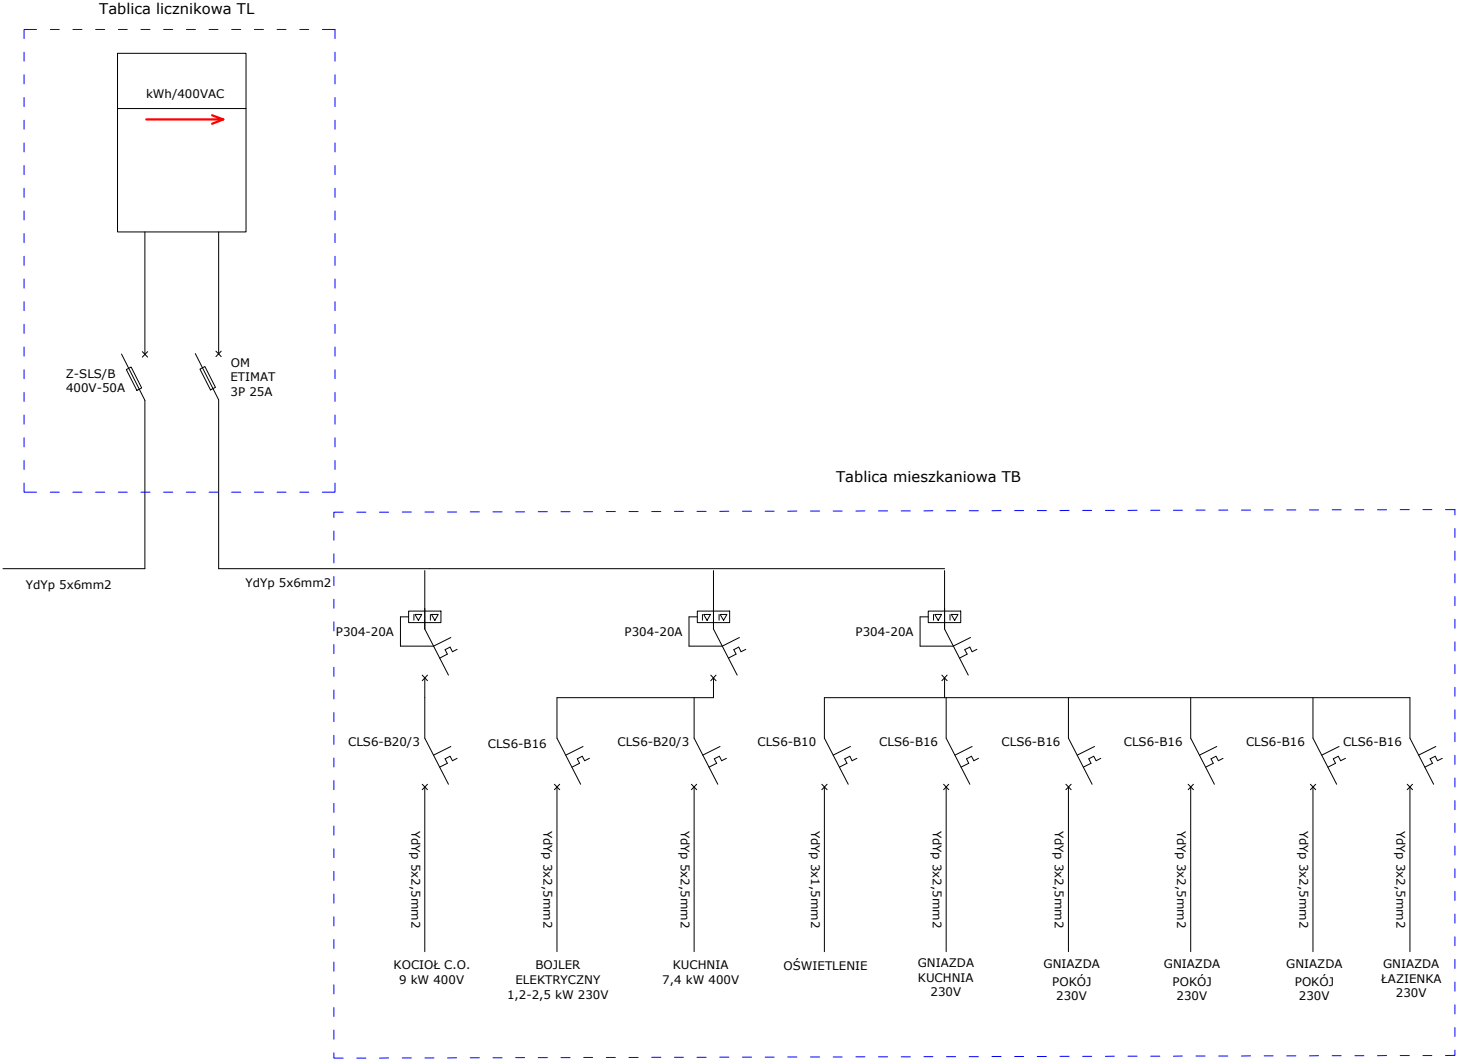 Tablica licznikowa TL
kWh/400VAC
Z-SLS/B
400V-50A
OM
ETIMAT
3P 25A
Tablica mieszkaniowa TB
YdYp 5x6mm2
YdYp 5x6mm2
P304-20A
P304-20A
P304-20A
CLS6-B20/3
CLS6-B16
CLS6-B20/3
CLS6-B10
CLS6-B16
CLS6-B16
CLS6-B16
CLS6-B16
CLS6-B16
YdYp 5x2,5mm2
YdYp 3x2,5mm2
YdYp 5x2,5mm2
YdYp 3x1,5mm2
YdYp 3x2,5mm2
YdYp 3x2,5mm2
YdYp 3x2,5mm2
YdYp 3x2,5mm2
YdYp 3x2,5mm2
KOCIOŁ C.O.
9 kW 400V
BOJLER
ELEKTRYCZNY
1,2-2,5 kW 230V
KUCHNIA
7,4 kW 400V
OŚWIETLENIE
GNIAZDA
KUCHNIA
230V
GNIAZDA
POKÓJ
230V
GNIAZDA
POKÓJ
230V
GNIAZDA
POKÓJ
230V
GNIAZDA
ŁAZIENKA
230V